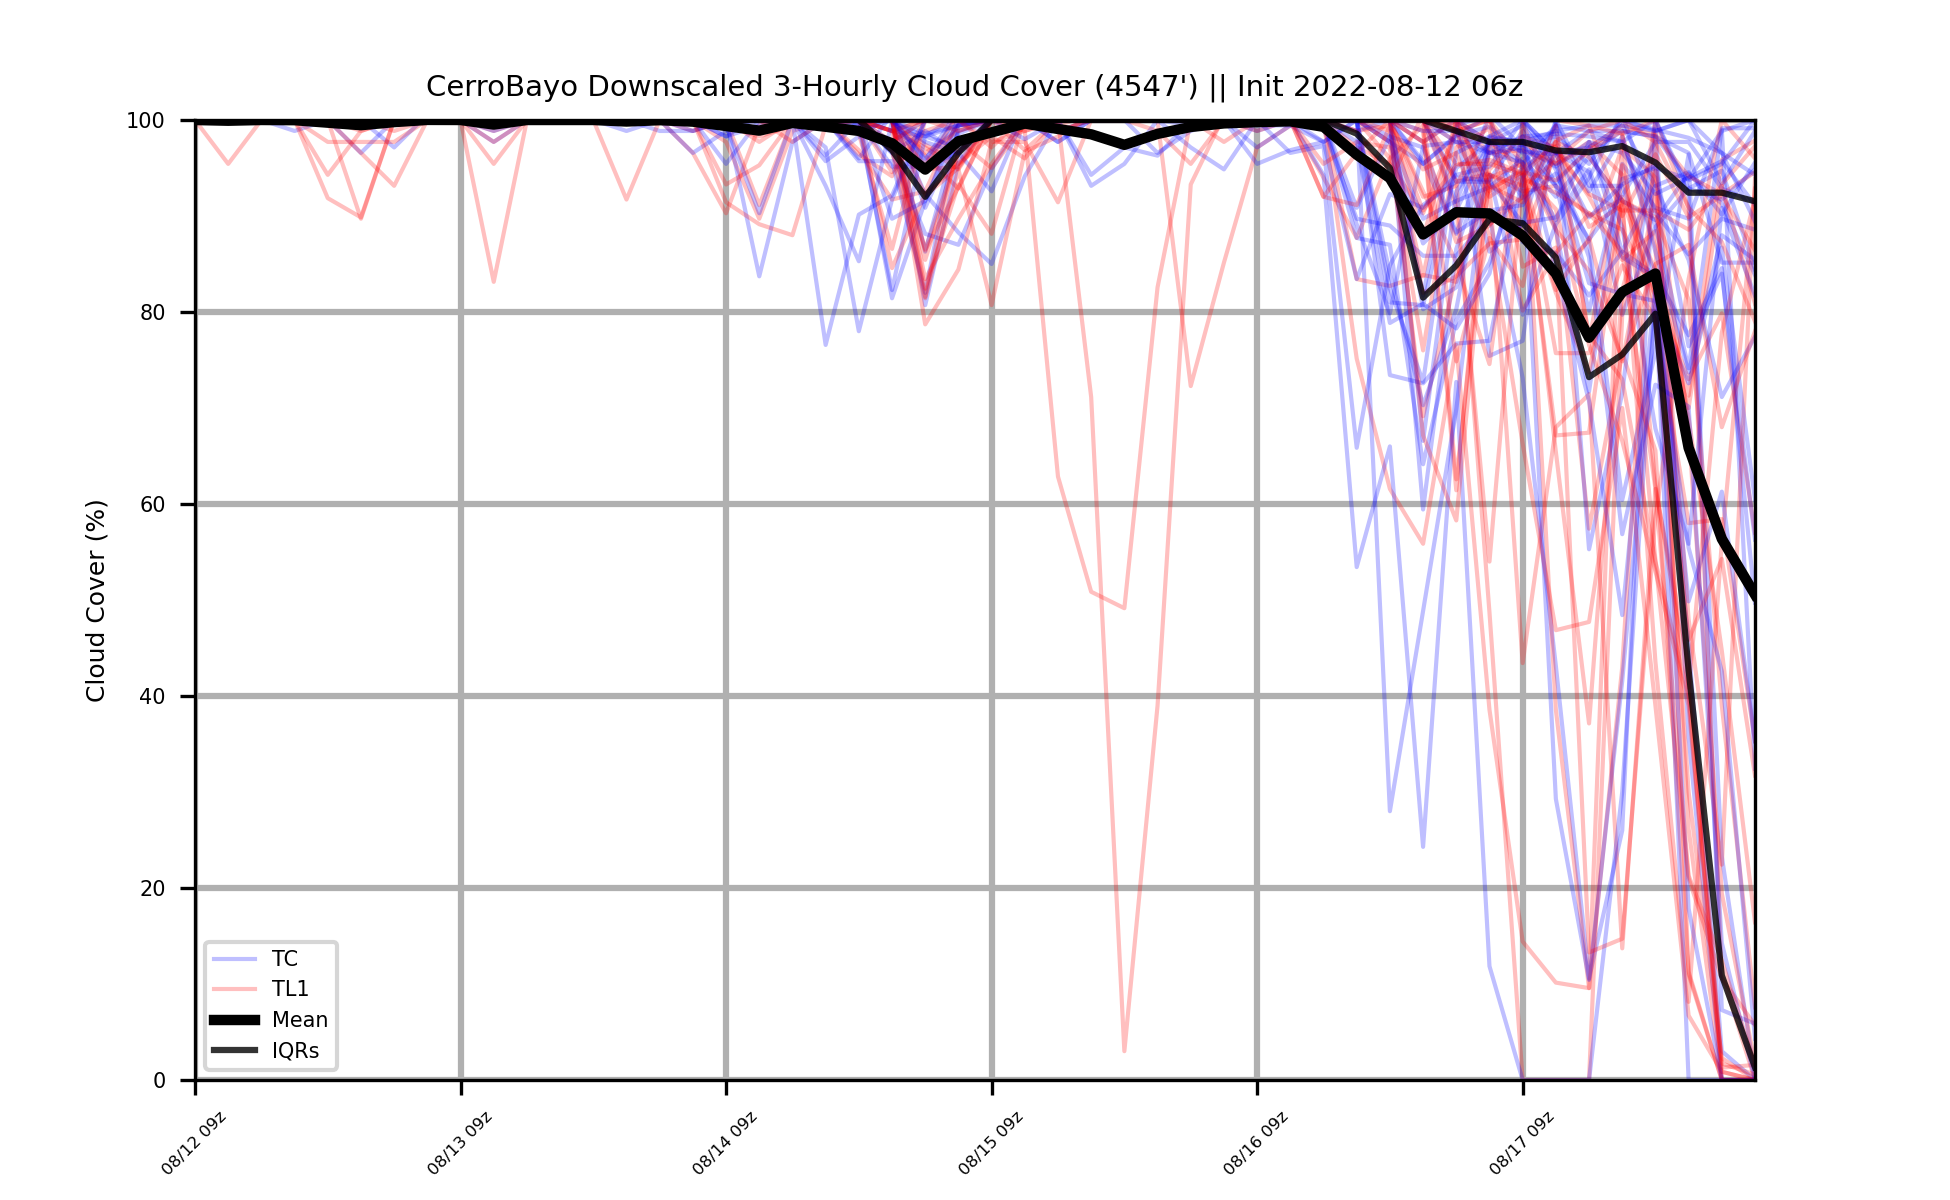 CerroBayo Downscaled 3-Hourly Cloud Cover (4547') || Init 2022-08-12 06z
Cloud Cover (%)
100
80
60
40
20
0
TC
TL1
Mean
IQRs
08/12 09z
08/13 09z
08/14 09z
08/15 09z
08/16 09z
08/17 09z